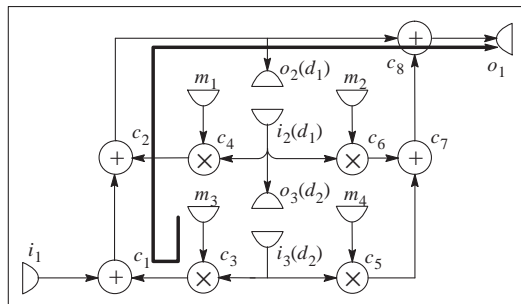 + c8 o1
m1 o2(d1) m2
c2 i2(d1) c7
+ × c4 × c6 +
m3 o3(d2) m4
i1 c1 c3 i3(d2) c5
+ × ×